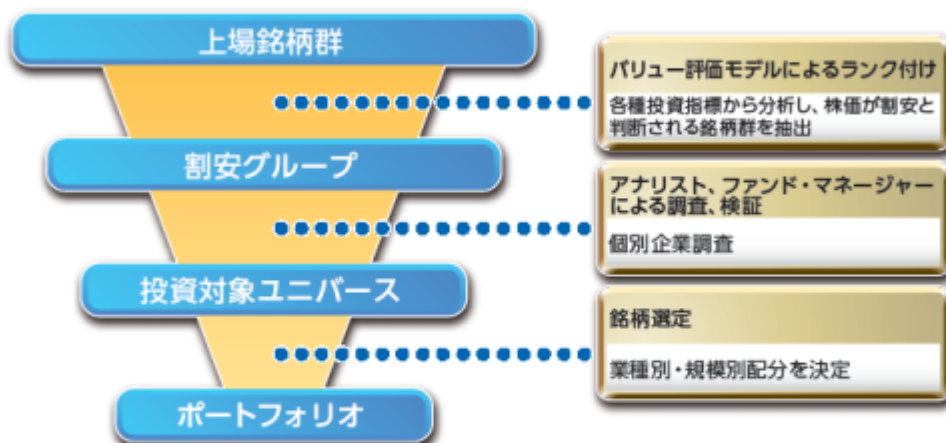 上場銘柄群
バリュー評価モデルによるランク付け
各種投資指標から分析し、株価が割安と
判断される銘柄群を抽出
割安グループ
アナリスト、ファンド・マネージャー
による調査、検証
個別企業調査
投資対象ユニバース
銘柄選定
業種別・規模別配分を決定
ポートフォリオ